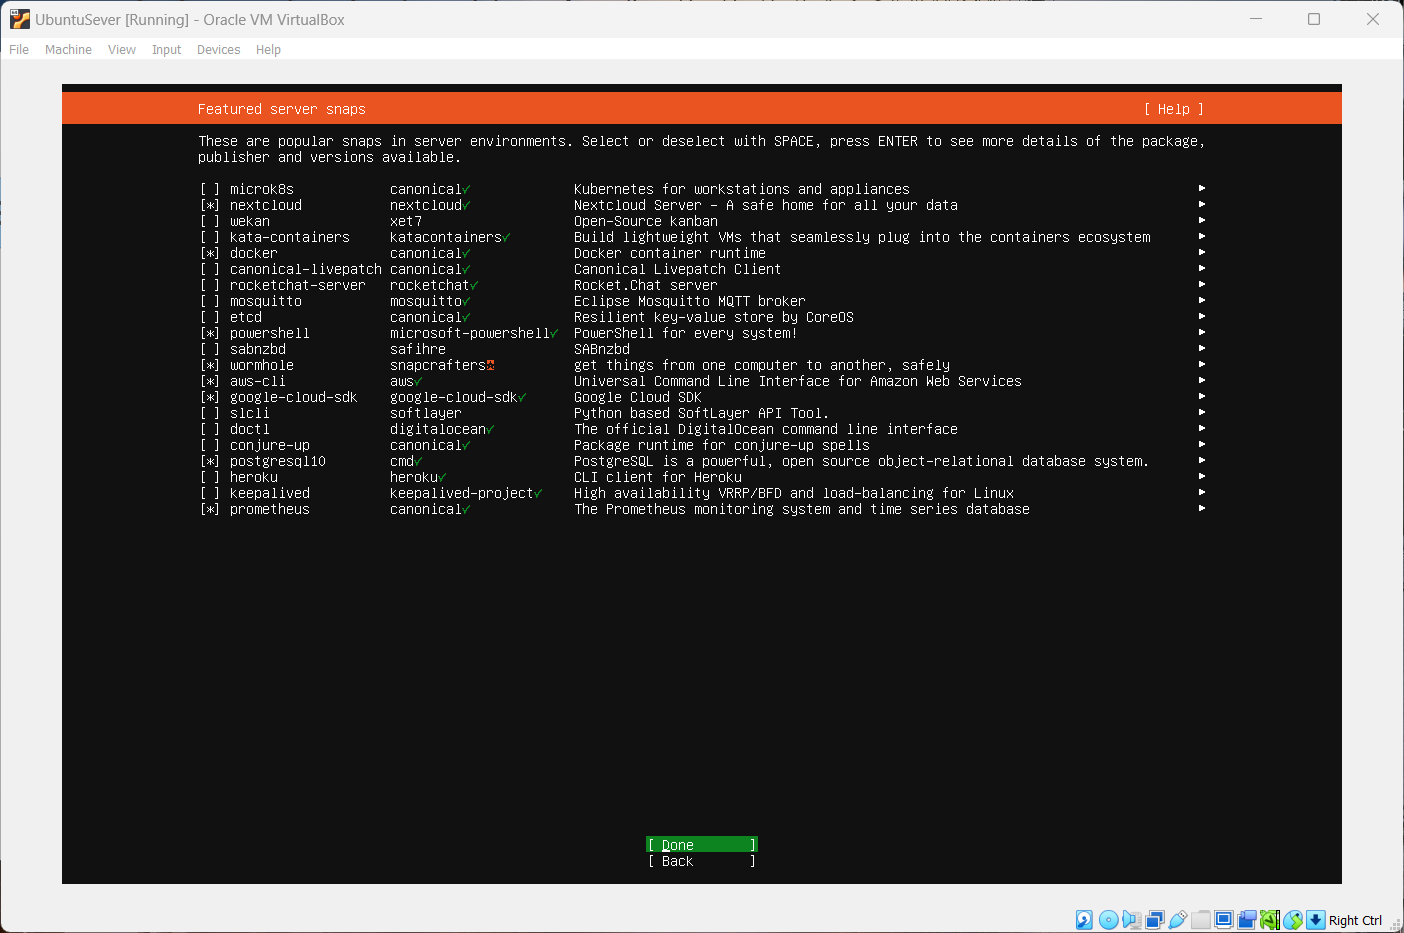 UbuntuSever [Running] - Oracle VM VirtualBox
File Machine View Input Devices Help
Featured server snaps [ Help ]
These are popular snaps in server environments. Select or deselect with SPACE, press ENTER to see more details of the package,
publisher and versions available.
[ ] microk8s canonical✓ Kubernetes for workstations and appliances ▸
[*] nextcloud nextcloud✓ Nextcloud Server - A safe home for all your data ▸
[ ] wekan xet7 Open-Source kanban ▸
[ ] kata-containers katacontainers✓ Build lightweight VMs that seamlessly plug into the containers ecosystem ▸
[*] docker canonical✓ Docker container runtime ▸
[ ] canonical-livepatch canonical✓ Canonical Livepatch Client ▸
[ ] rocketchat-server rocketchat✓ Rocket.Chat server ▸
[ ] mosquitto mosquitto✓ Eclipse Mosquitto MQTT broker ▸
[ ] etcd canonical✓ Resilient key-value store by CoreOS ▸
[*] powershell microsoft-powershell✓ PowerShell for every system! ▸
[ ] sabnzbd safihre SABnzbd ▸
[*] wormhole snapcrafters get things from one computer to another, safely ▸
[*] aws-cli aws✓ Universal Command Line Interface for Amazon Web Services ▸
[*] google-cloud-sdk google-cloud-sdk✓ Google Cloud SDK ▸
[ ] slcli softlayer Python based SoftLayer API Tool. ▸
[ ] doctl digitalocean✓ The official DigitalOcean command line interface ▸
[ ] conjure-up canonical✓ Package runtime for conjure-up spells ▸
[*] postgresql10 cmd✓ PostgreSQL is a powerful, open source object-relational database system. ▸
[ ] heroku heroku✓ CLI client for Heroku ▸
[ ] keepalived keepalived-project✓ High availability VRRP/BFD and load-balancing for Linux ▸
[*] prometheus canonical✓ The Prometheus monitoring system and time series database ▸
[ Done ]
[ Back ]
Right Ctrl